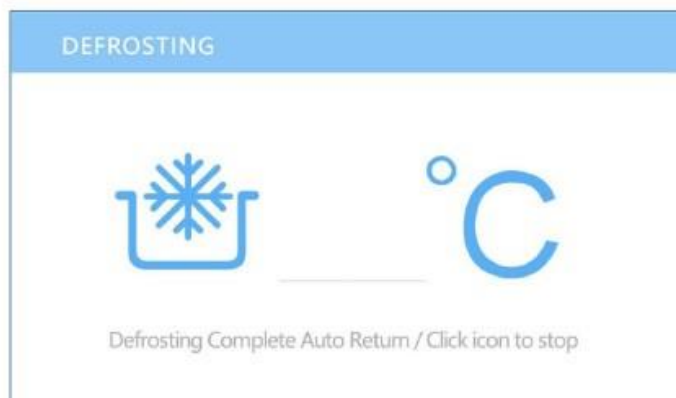 DEFROSTING
°C
Defrosting Complete Auto Return / Click icon to stop